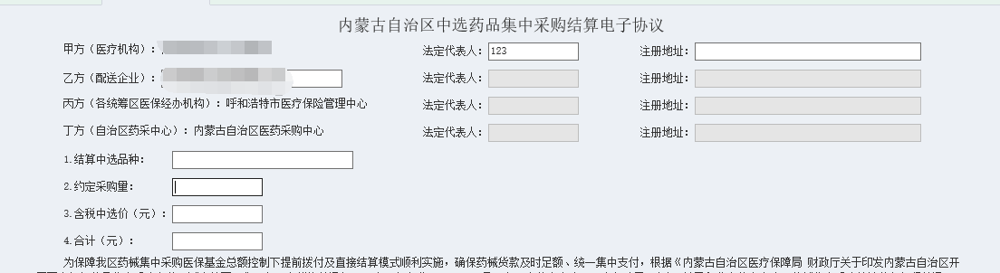 内蒙古自治区中选药品集中采购结算电子协议
甲方（医疗机构）： 法定代表人： 123 注册地址：
乙方（配送企业）： 法定代表人： 注册地址：
丙方（各统筹区医保经办机构）：呼和浩特市医疗保险管理中心 法定代表人： 注册地址：
丁方（自治区药采中心）：内蒙古自治区医药采购中心 法定代表人： 注册地址：
1.结算中选品种：
2.约定采购量：
3.含税中选价（元）：
4.合计（元）：
为保障我区药械集中采购医保基金总额控制下提前拨付及直接结算模式顺利实施，确保药械货款及时足额、统一集中支付，根据《内蒙古自治区医疗保障局 财政厅关于印发内蒙古自治区开